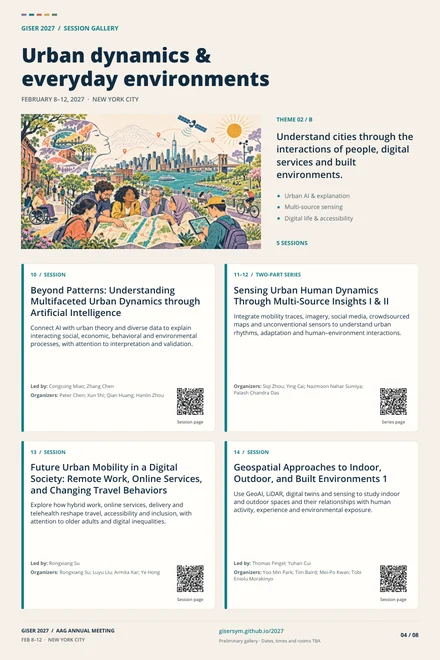 GISER 2027 / SESSION GALLERY
Urban dynamics &
everyday environments
FEBRUARY 8–12, 2027 · NEW YORK CITY
THEME 02 / B
Understand cities through the
interactions of people, digital
services and built
environments.
• Urban AI & explanation
• Multi-source sensing
• Digital life & accessibility
5 SESSIONS
10 / SESSION
Beyond Patterns: Understanding
Multifaceted Urban Dynamics through
Artificial Intelligence
Connect AI with urban theory and diverse data to explain
interacting social, economic, behavioral and environmental
processes, with attention to interpretation and validation.
Led by: Congcong Miao; Zhang Chen
Organizers: Peter Chen; Xun Shi; Qian Huang; Hanlin Zhou
Session page
11–12 / TWO-PART SERIES
Sensing Urban Human Dynamics
Through Multi-Source Insights I & II
Integrate mobility traces, imagery, social media, crowdsourced
maps and unconventional sensors to understand urban
rhythms, adaptation and human–environment interactions.
Organizers: Siqi Zhou; Ying Cai; Nazmoon Nahar Sumiya;
Palash Chandra Das
Series page
13 / SESSION
Future Urban Mobility in a Digital
Society: Remote Work, Online Services,
and Changing Travel Behaviors
Explore how hybrid work, online services, delivery and
telehealth reshape travel, accessibility and inclusion, with
attention to older adults and digital inequalities.
Led by: Rongxiang Su
Organizers: Rongxiang Su; Luyu Liu; Armita Kar; Ye Hong
Session page
14 / SESSION
Geospatial Approaches to Indoor,
Outdoor, and Built Environments 1
Use GeoAI, LiDAR, digital twins and sensing to study indoor
and outdoor spaces and their relationships with human
activity, experience and environmental exposure.
Led by: Thomas Pingel; Yuhan Cui
Organizers: Yoo Min Park; Tim Baird; Mei-Po Kwan; Tobi
Eniolu Morakinyo
Session page
GISER 2027 / AAG ANNUAL MEETING
FEB 8–12 · NEW YORK CITY
gisersym.github.io/2027
Preliminary gallery · Dates, times and rooms TBA
04 / 08